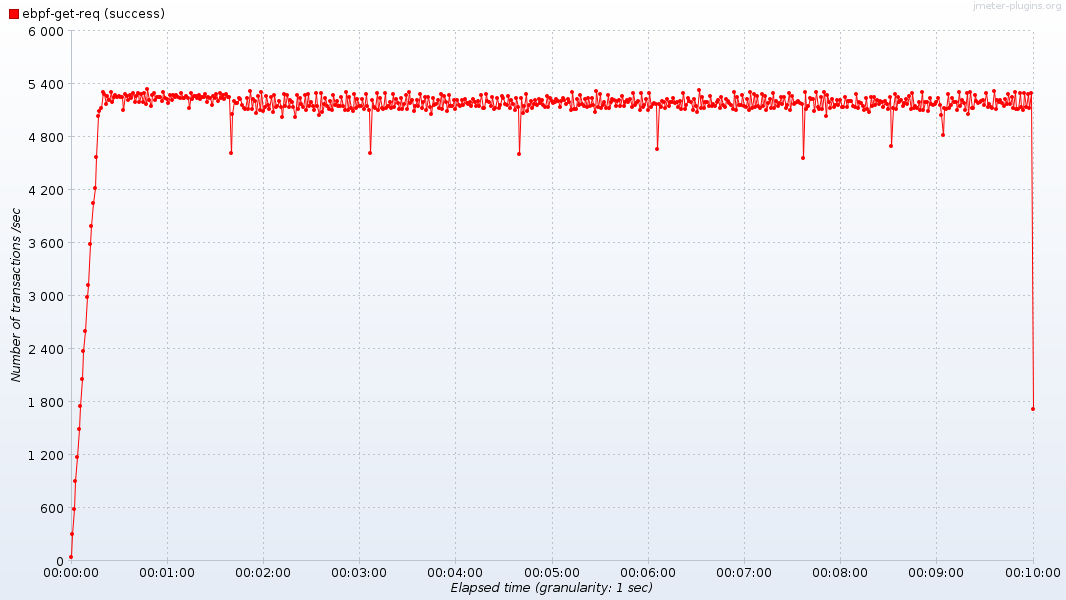 jmeter-plugins.org
ebpf-get-req (success)
6 000
5 400
4 800
4 200
3 600
3 000
2 400
1 800
1 200
600
0
Number of transactions /sec
00:00:00 00:01:00 00:02:00 00:03:00 00:04:00 00:05:00 00:06:00 00:07:00 00:08:00 00:09:00 00:10:00
Elapsed time (granularity: 1 sec)